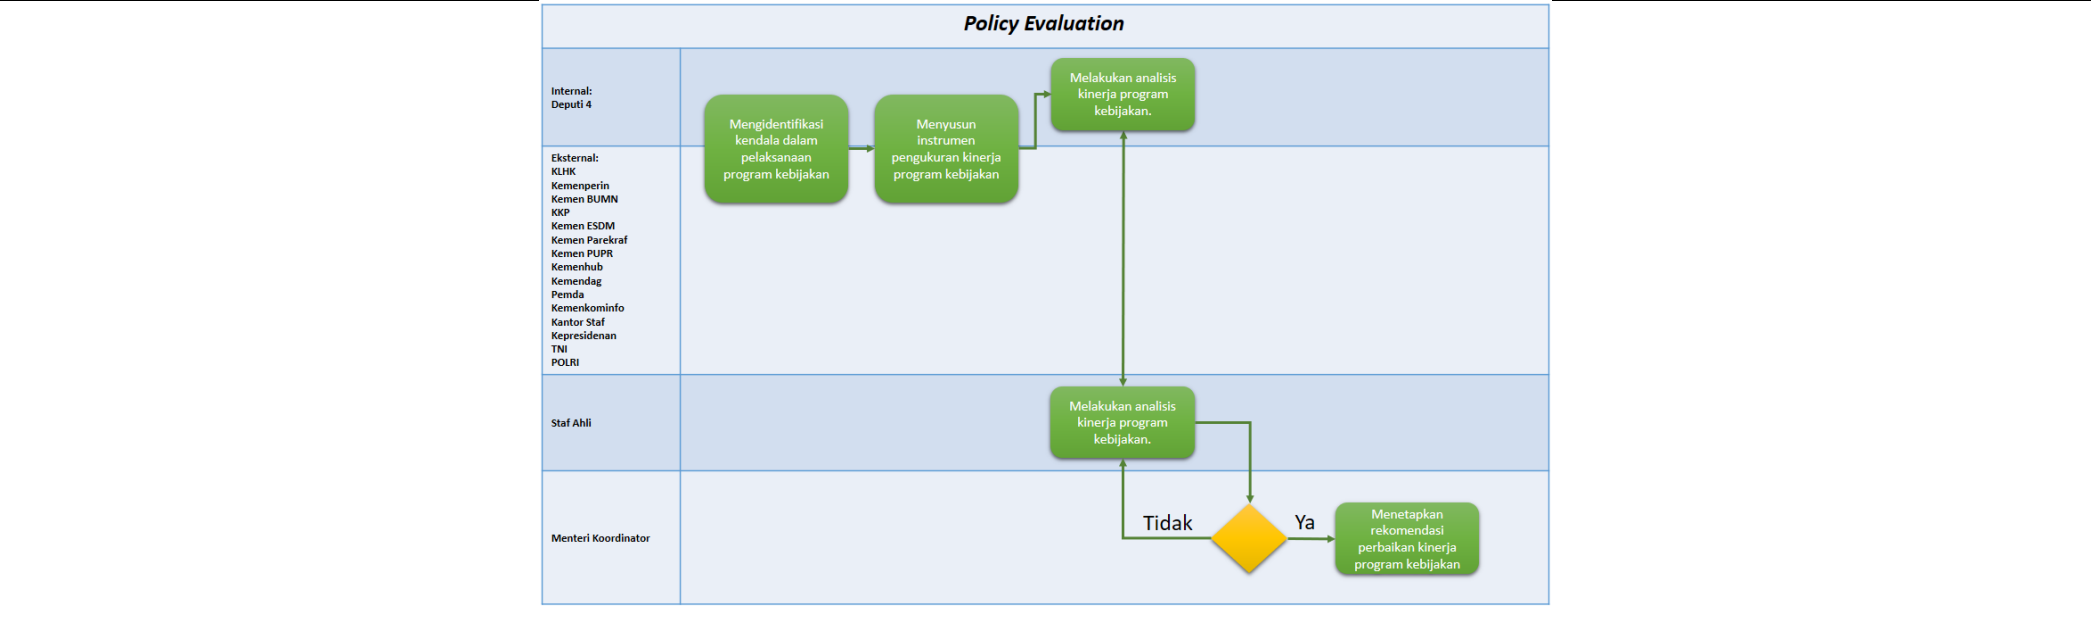 Policy Evaluation
Internal:
Deputi 4
Mengidentifikasi
kendala dalam
pelaksanaan
program kebijakan
Menyusun
instrumen
pengukuran kinerja
program kebijakan
Melakukan analisis
kinerja program
kebijakan.
Eksternal:
KLHK
Kemenperin
Kemen BUMN
KKP
Kemen ESDM
Kemen Parekraf
Kemen PUPR
Kemenhub
Kemendag
Pemda
Kemenkominfo
Kantor Staf
Kepresidenan
TNI
POLRI
Staf Ahli
Melakukan analisis
kinerja program
kebijakan.
Menteri Koordinator
Tidak
Ya
Menetapkan
rekomendasi
perbaikan kinerja
program kebijakan